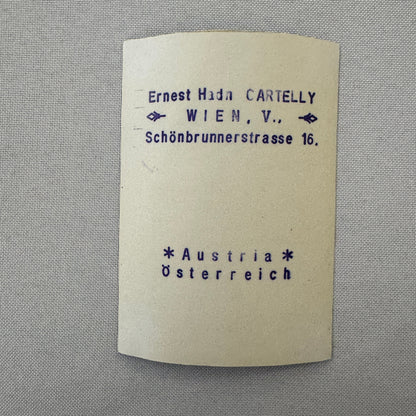 Ernest Hadn CARTELLY
WIEN, V.,
Schönbrunnerstrasse 16.
*Austria*
Österreich